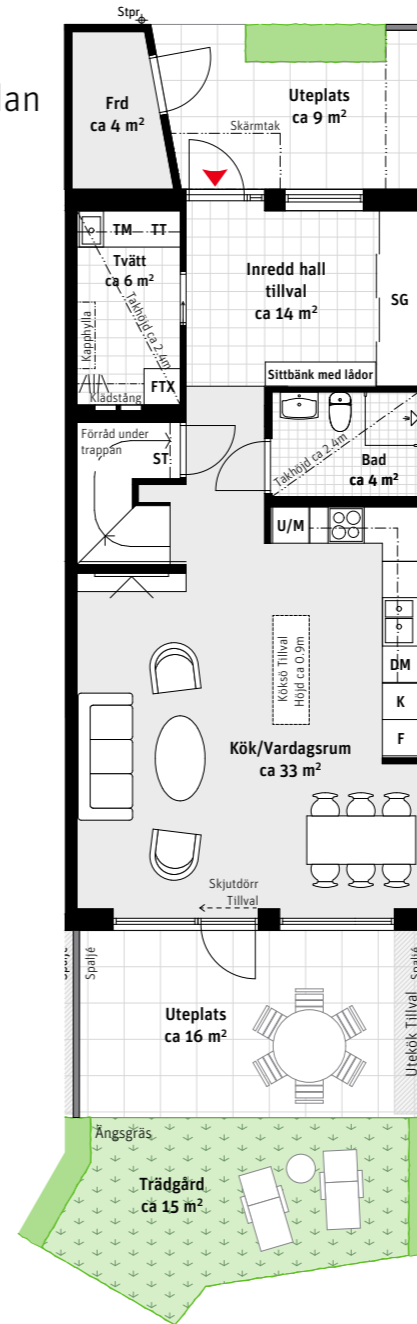 Stpr
lan
Frd
ca 4 m²
Uteplats
ca 9 m²
Skärmtak
TM TT
Tvätt
ca 6 m²
Takhöjd ca 2.4m
Kapphylla
Klädstång
FTX
Inredd hall
tillval
ca 14 m²
SG
Sittbänk med lådor
Förråd under
trappan
ST
Takhöjd ca 2.4m
Bad
ca 4 m²
U/M
Köksö Tillval
Höjd ca 0.9m
DM
K
F
Kök/Vardagsrum
ca 33 m²
Skjutdörr
Tillval
Spaljé
Spaljé
Spaljé
Uteplats
ca 16 m²
Utekök Tillval
Ängsgräs
Trädgård
ca 15 m²